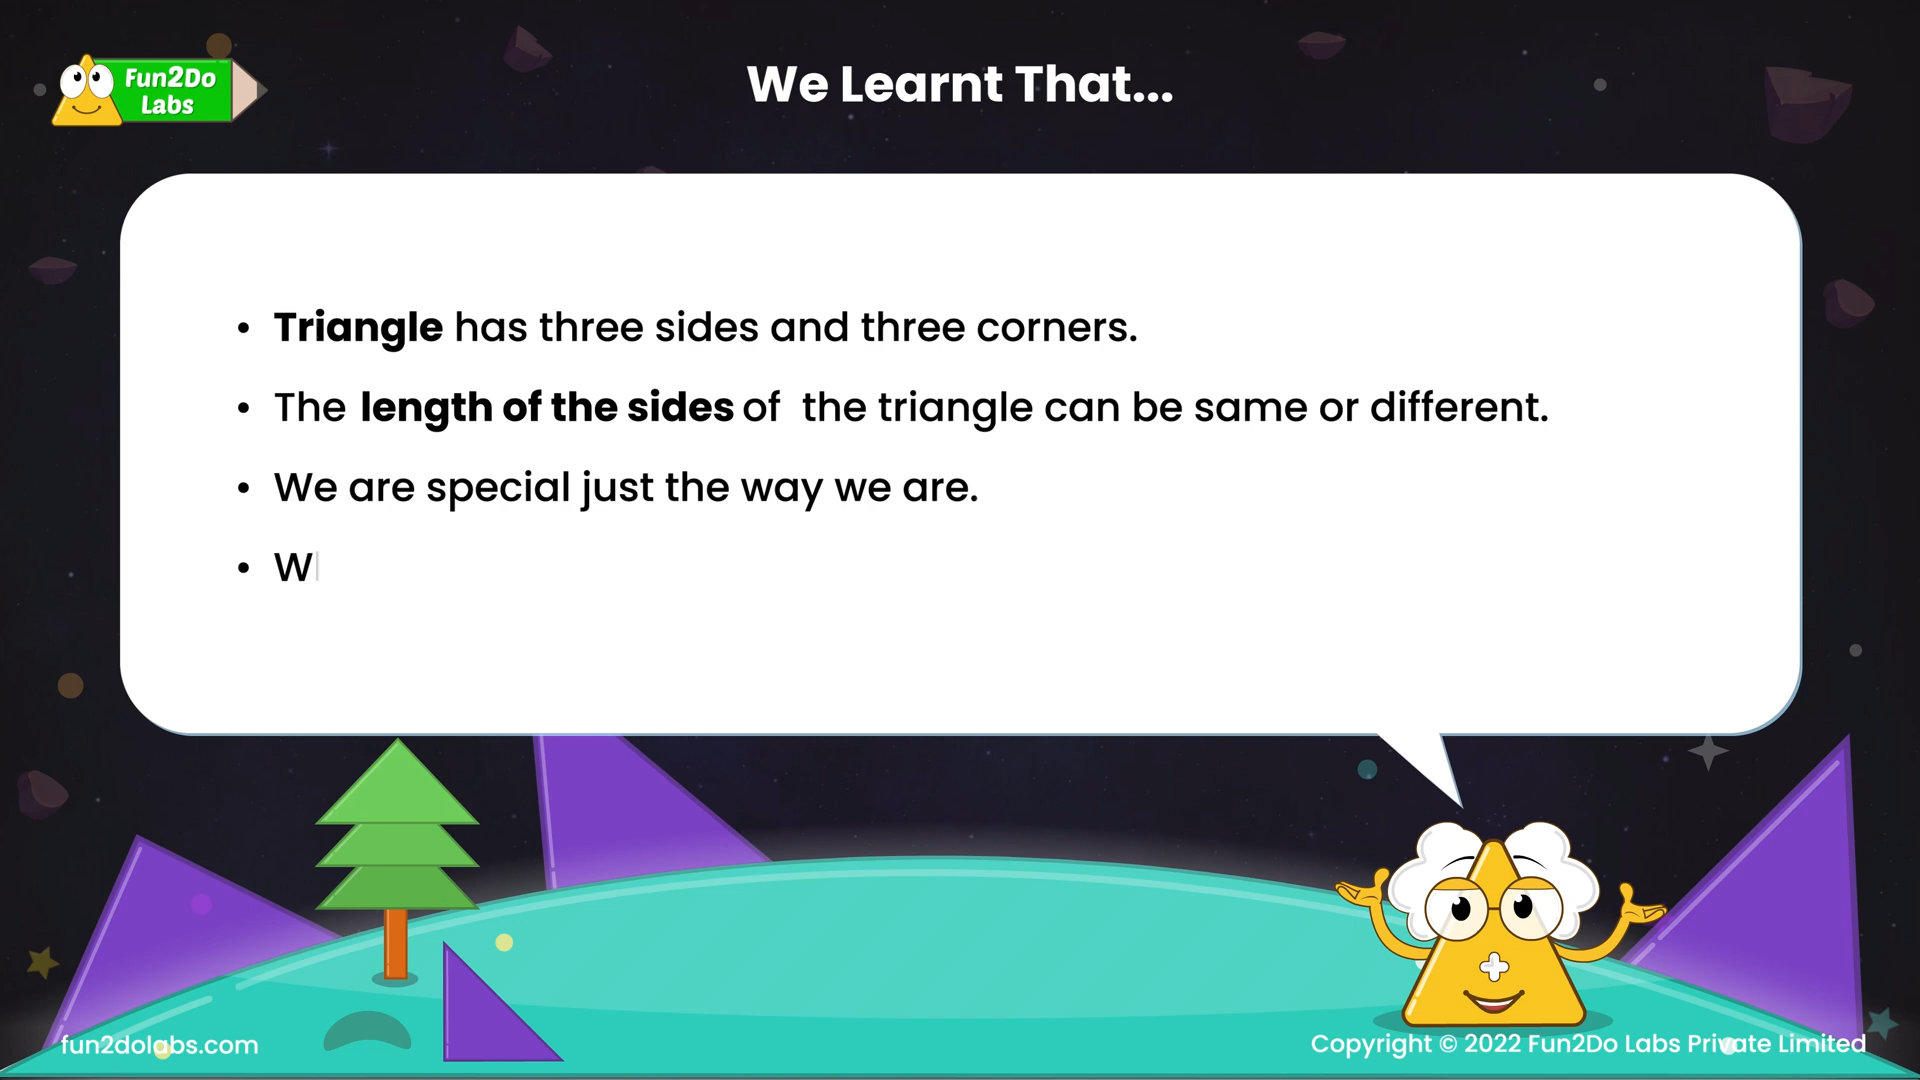 Fun2Do
Labs
We Learnt That...
• Triangle has three sides and three corners.
• The length of the sides of the triangle can be same or different.
• We are special just the way we are.
• W
fun2dolabs.com
Copyright © 2022 Fun2Do Labs Private Limited